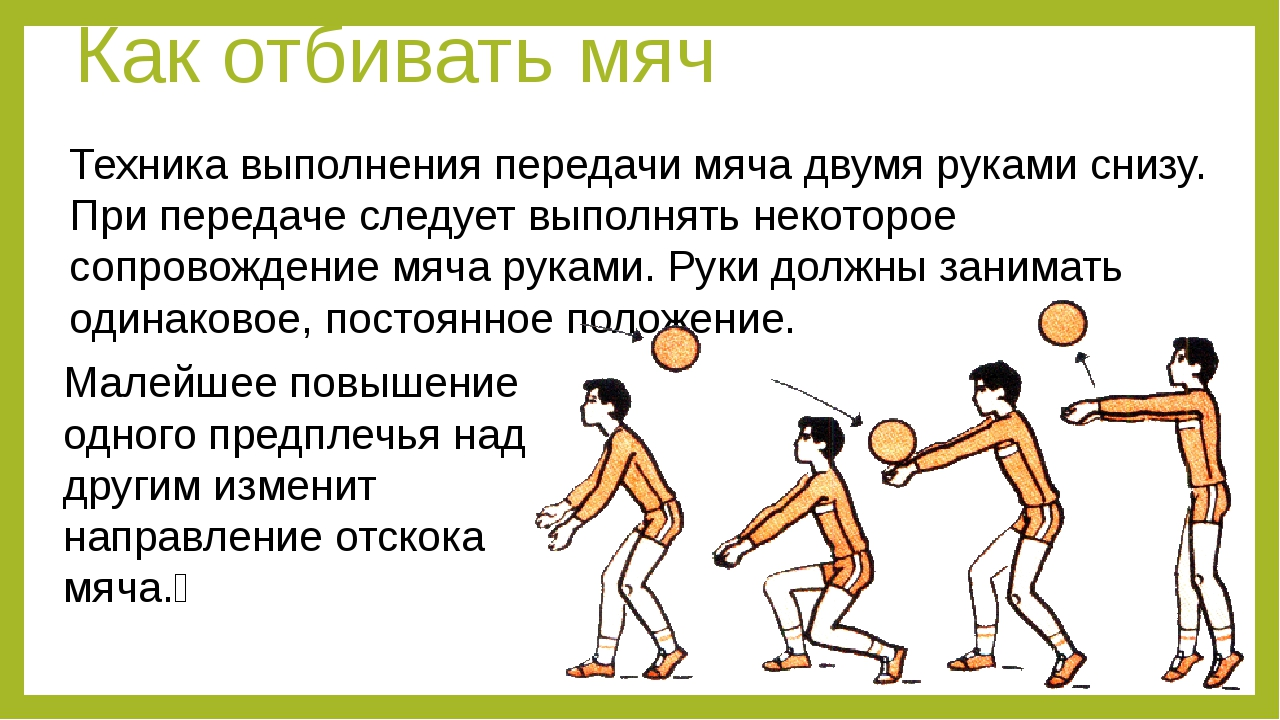 Как отбивать мяч
Техника выполнения передачи мяча двумя руками снизу.
При передаче следует выполнять некоторое
сопровождение мяча руками. Руки должны занимать
одинаковое, постоянное положение.
Малейшее повышение
одного предплечья над
другим изменит
направление отскока
мяча.